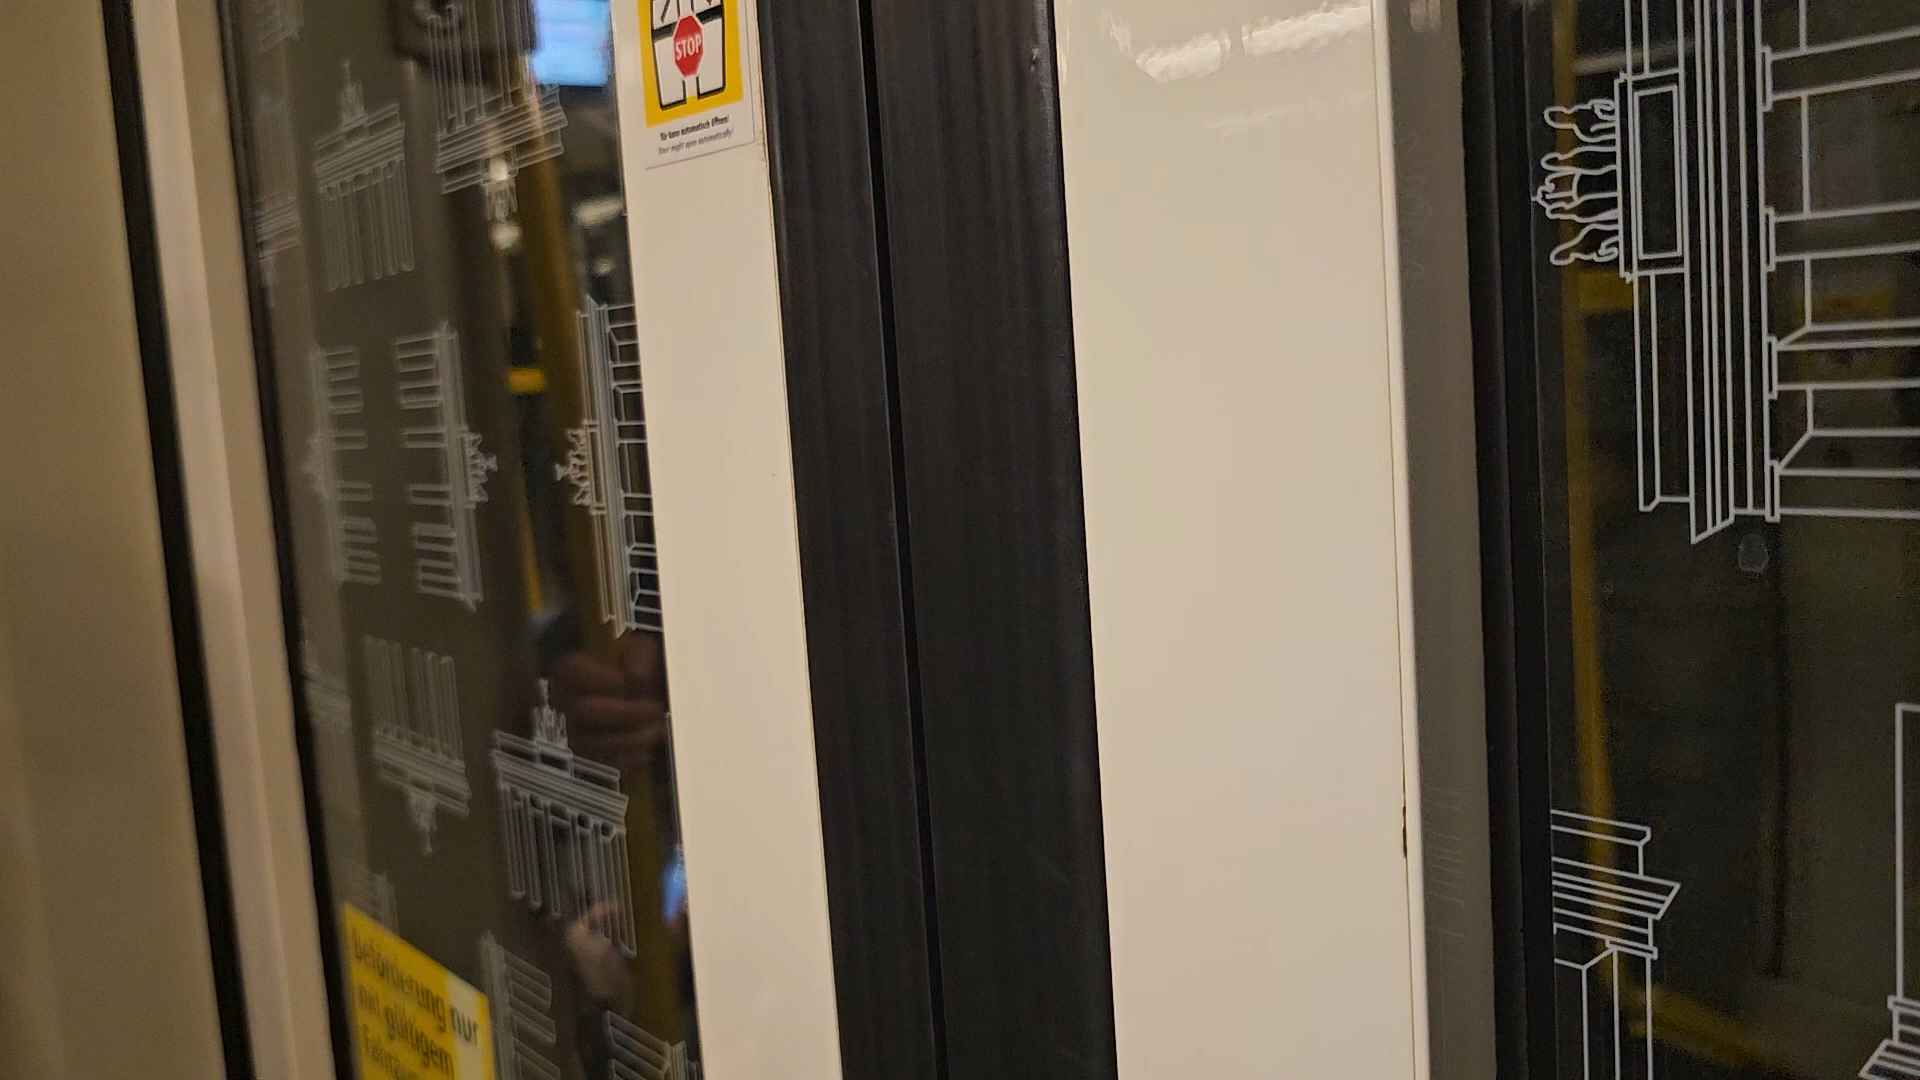 STOP
Tür kann automatisch öffnen!
Door might open automatically!
Beförderung nur
mit gültigem